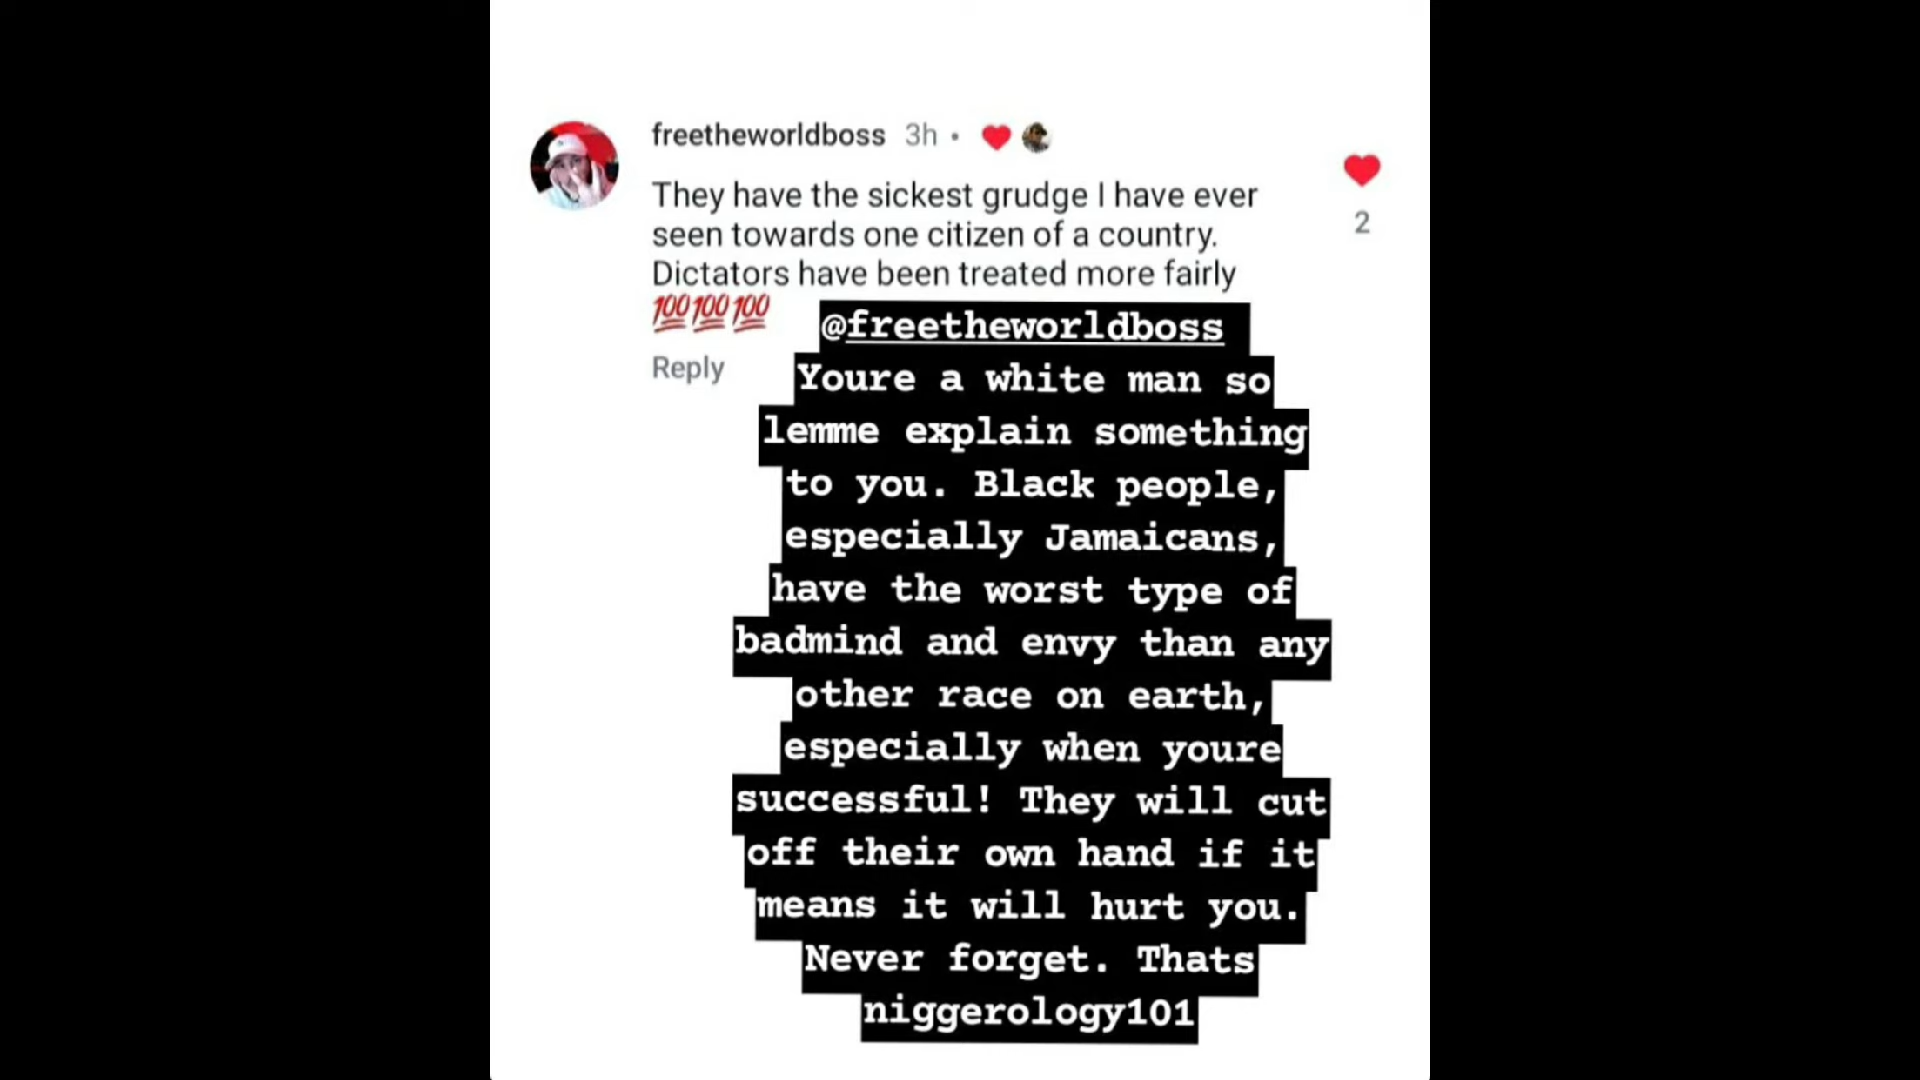 freetheworldboss 3h •
They have the sickest grudge I have ever
seen towards one citizen of a country.
Dictators have been treated more fairly
💯💯💯
Reply
2
@freetheworldboss
Youre a white man so
lemme explain something
to you. Black people,
especially Jamaicans,
have the worst type of
badmind and envy than any
other race on earth,
especially when youre
successful! They will cut
off their own hand if it
means it will hurt you.
Never forget. Thats
niggerology101